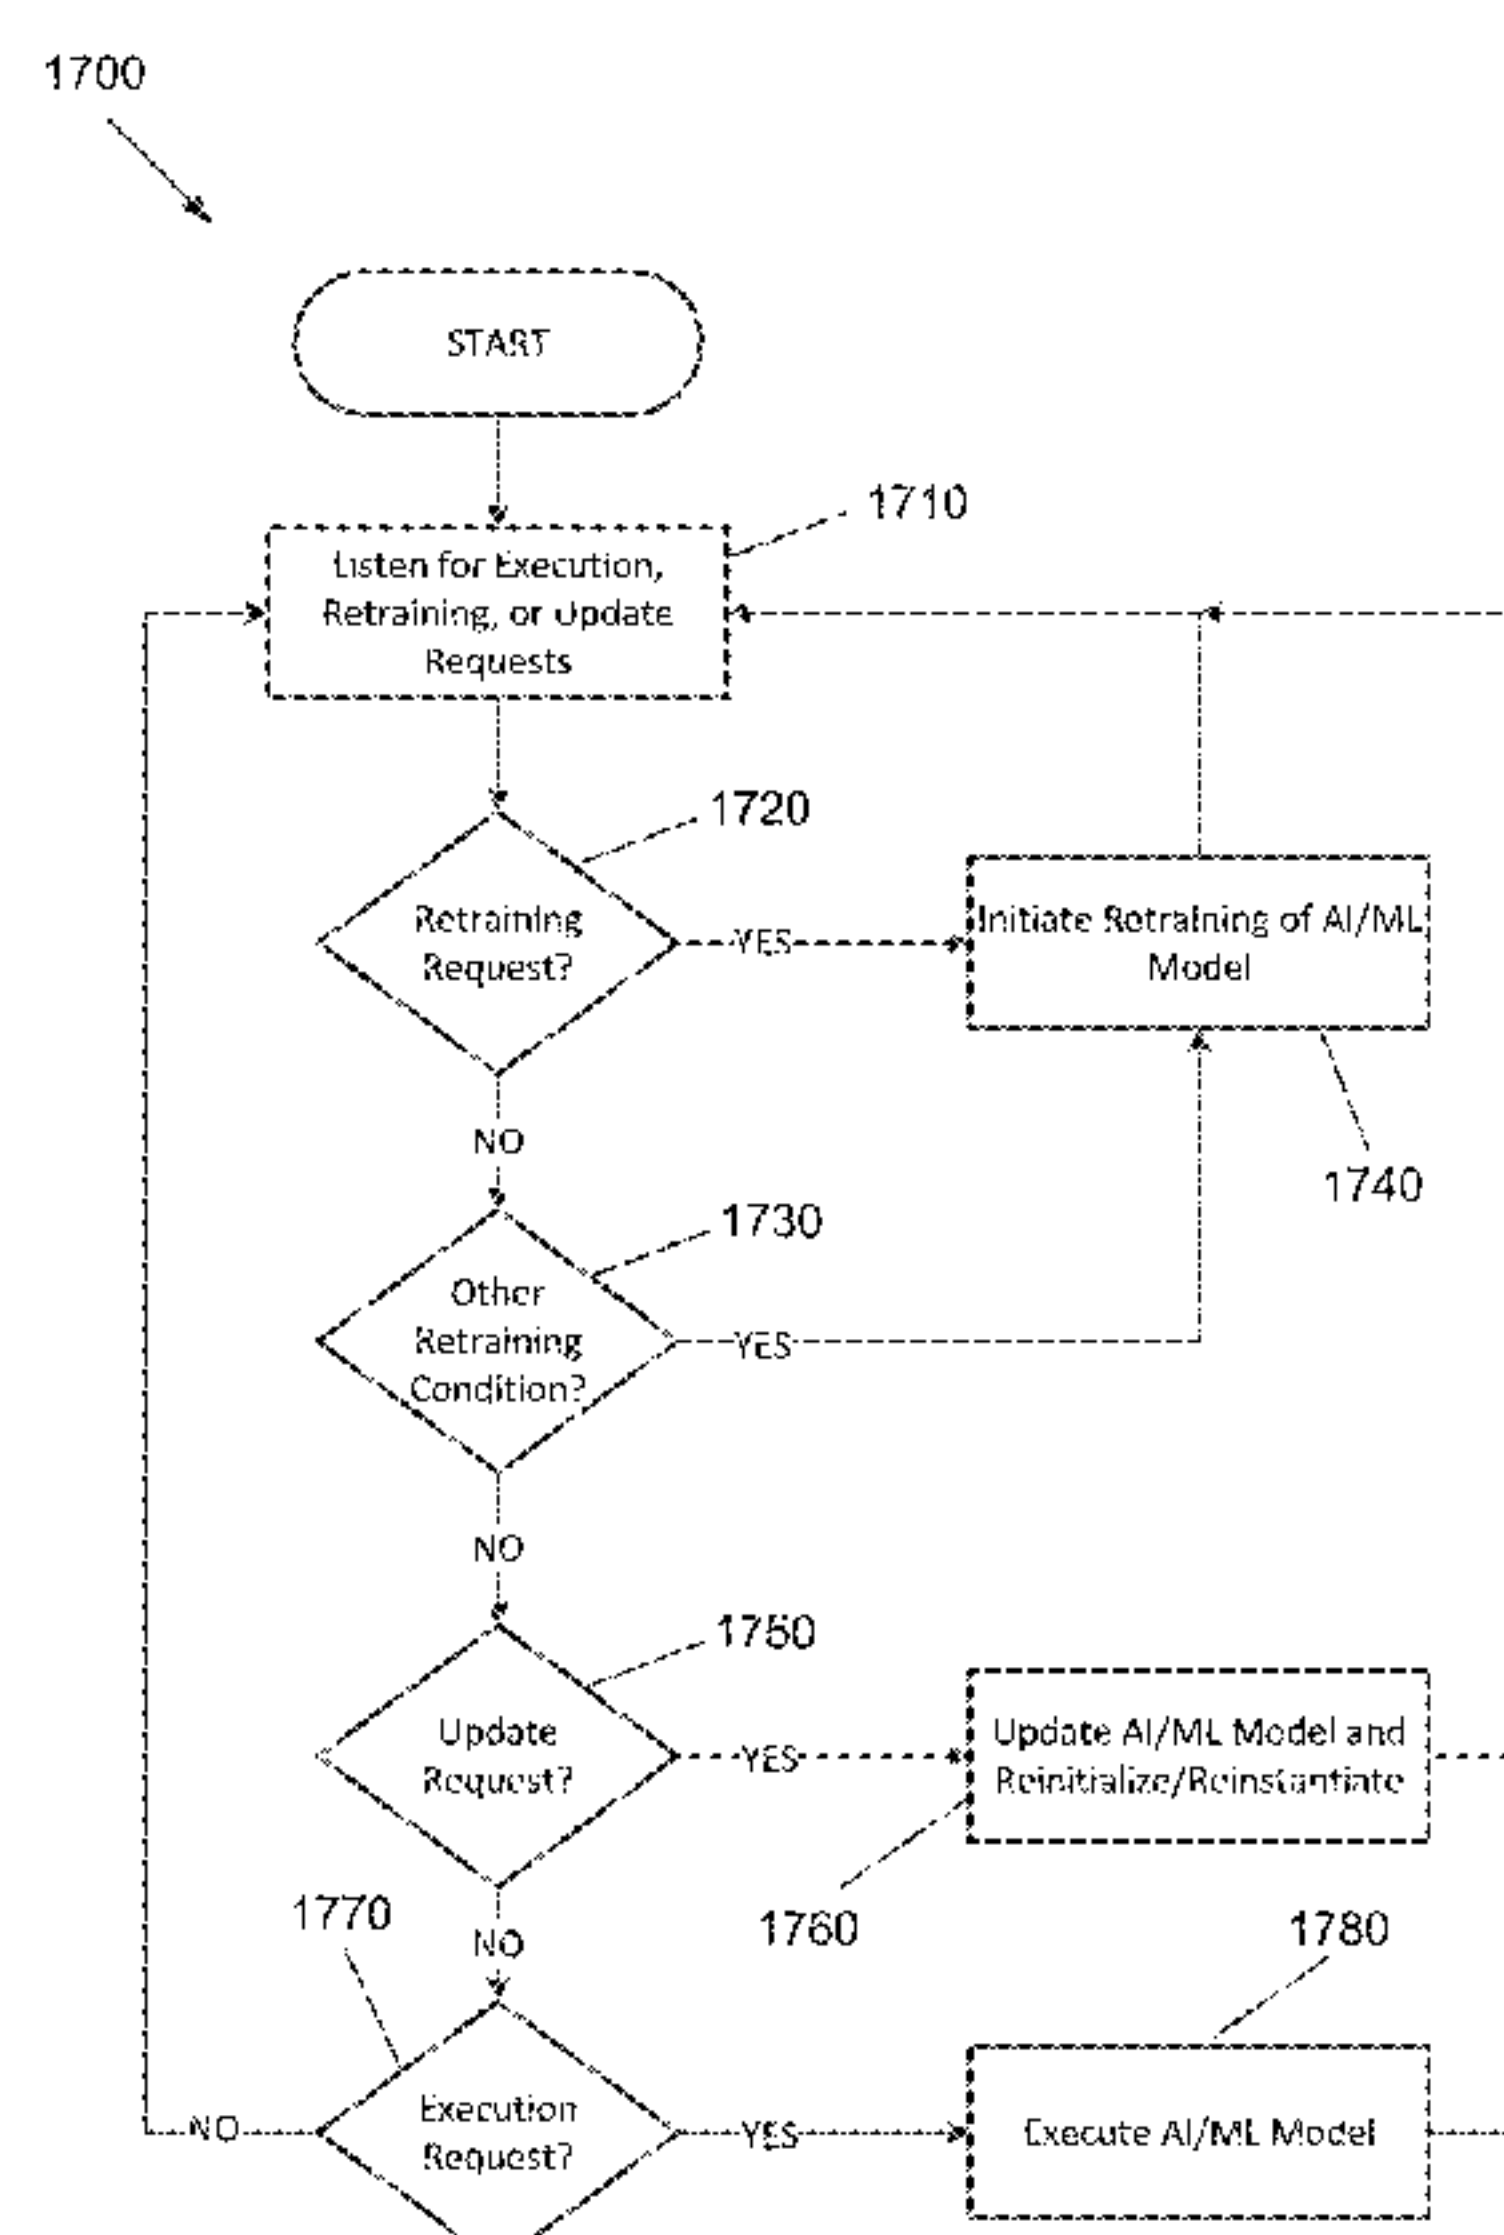 1700
START
1710
Listen for Execution,
Retraining, or Update
Requests
1720
Retraining
Request?
YES
Initiate Retraining of AI/ML
Model
NO
1740
1730
Other
Retraining
Condition?
YES
NO
1750
Update
Request?
YES
Update AI/ML Model and
Reinitialize/Reinstantiate
1760
1770
NO
1780
Execution
Request?
NO
YES
Execute AI/ML Model